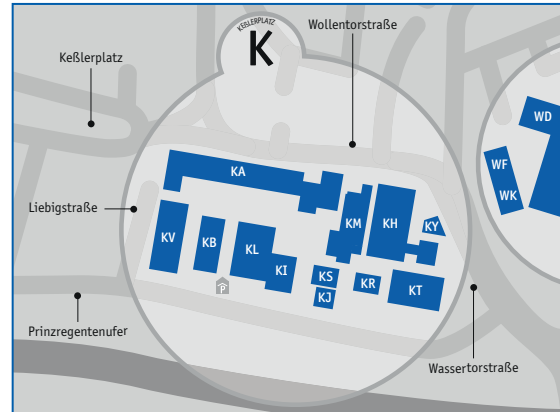 KEßLERPLATZ
K
Wollentorstraße
Keßlerplatz
WD
WF
WK
KA
Liebigstraße
KV
KB
KL
KI
KM
KH
KY
KS
KJ
KR
KT
P
Prinzregentenufer
Wassertorstraße